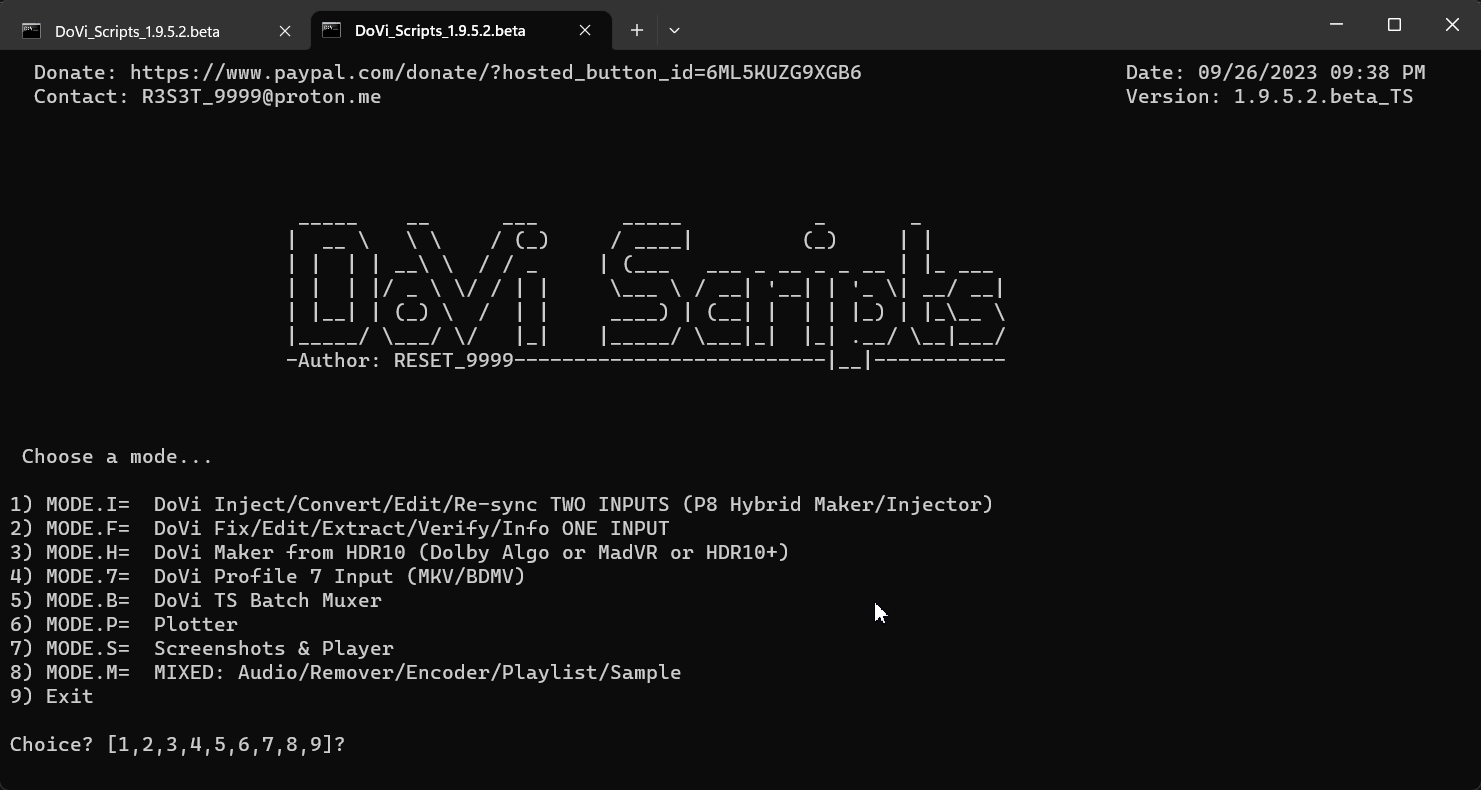 DoVi_Scripts_1.9.5.2.beta DoVi_Scripts_1.9.5.2.beta
Donate: https://www.paypal.com/donate/?hosted_button_id=6ML5KUZG9XGB6 Date: 09/26/2023 09:38 PM
Contact: R3S3T_9999@proton.me Version: 1.9.5.2.beta_TS
DoVi Scripts
-Author: RESET_9999--------------------------|__|-----------
Choose a mode...
1) MODE.I= DoVi Inject/Convert/Edit/Re-sync TWO INPUTS (P8 Hybrid Maker/Injector)
2) MODE.F= DoVi Fix/Edit/Extract/Verify/Info ONE INPUT
3) MODE.H= DoVi Maker from HDR10 (Dolby Algo or MadVR or HDR10+)
4) MODE.7= DoVi Profile 7 Input (MKV/BDMV)
5) MODE.B= DoVi TS Batch Muxer
6) MODE.P= Plotter
7) MODE.S= Screenshots & Player
8) MODE.M= MIXED: Audio/Remover/Encoder/Playlist/Sample
9) Exit
Choice? [1,2,3,4,5,6,7,8,9]?